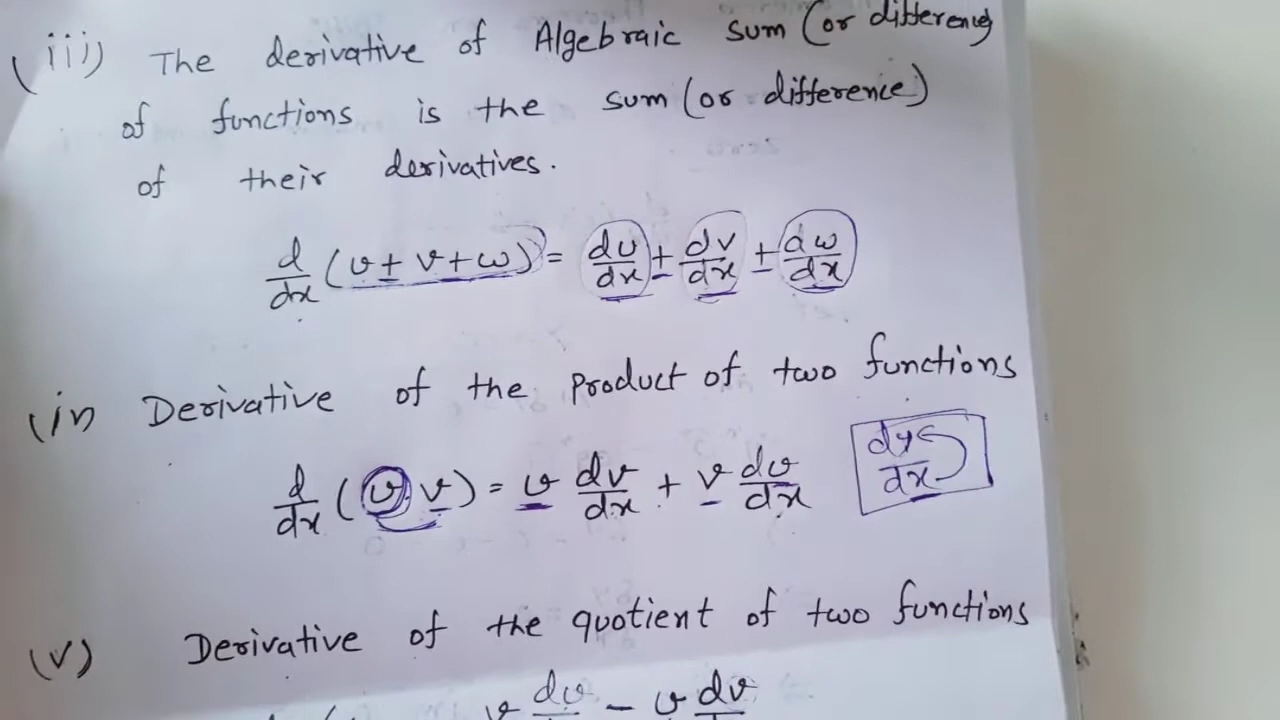 (iii) The derivative of Algebraic sum (or difference)
of functions is the sum (or difference)
of their derivatives.
d/dx (u ± v ± w) = du/dx ± dv/dx ± dw/dx
(iv) Derivative of the product of two functions
d/dx (u.v) = u dv/dx + v du/dx dy/dx
(v) Derivative of the quotient of two functions
v du - u dv